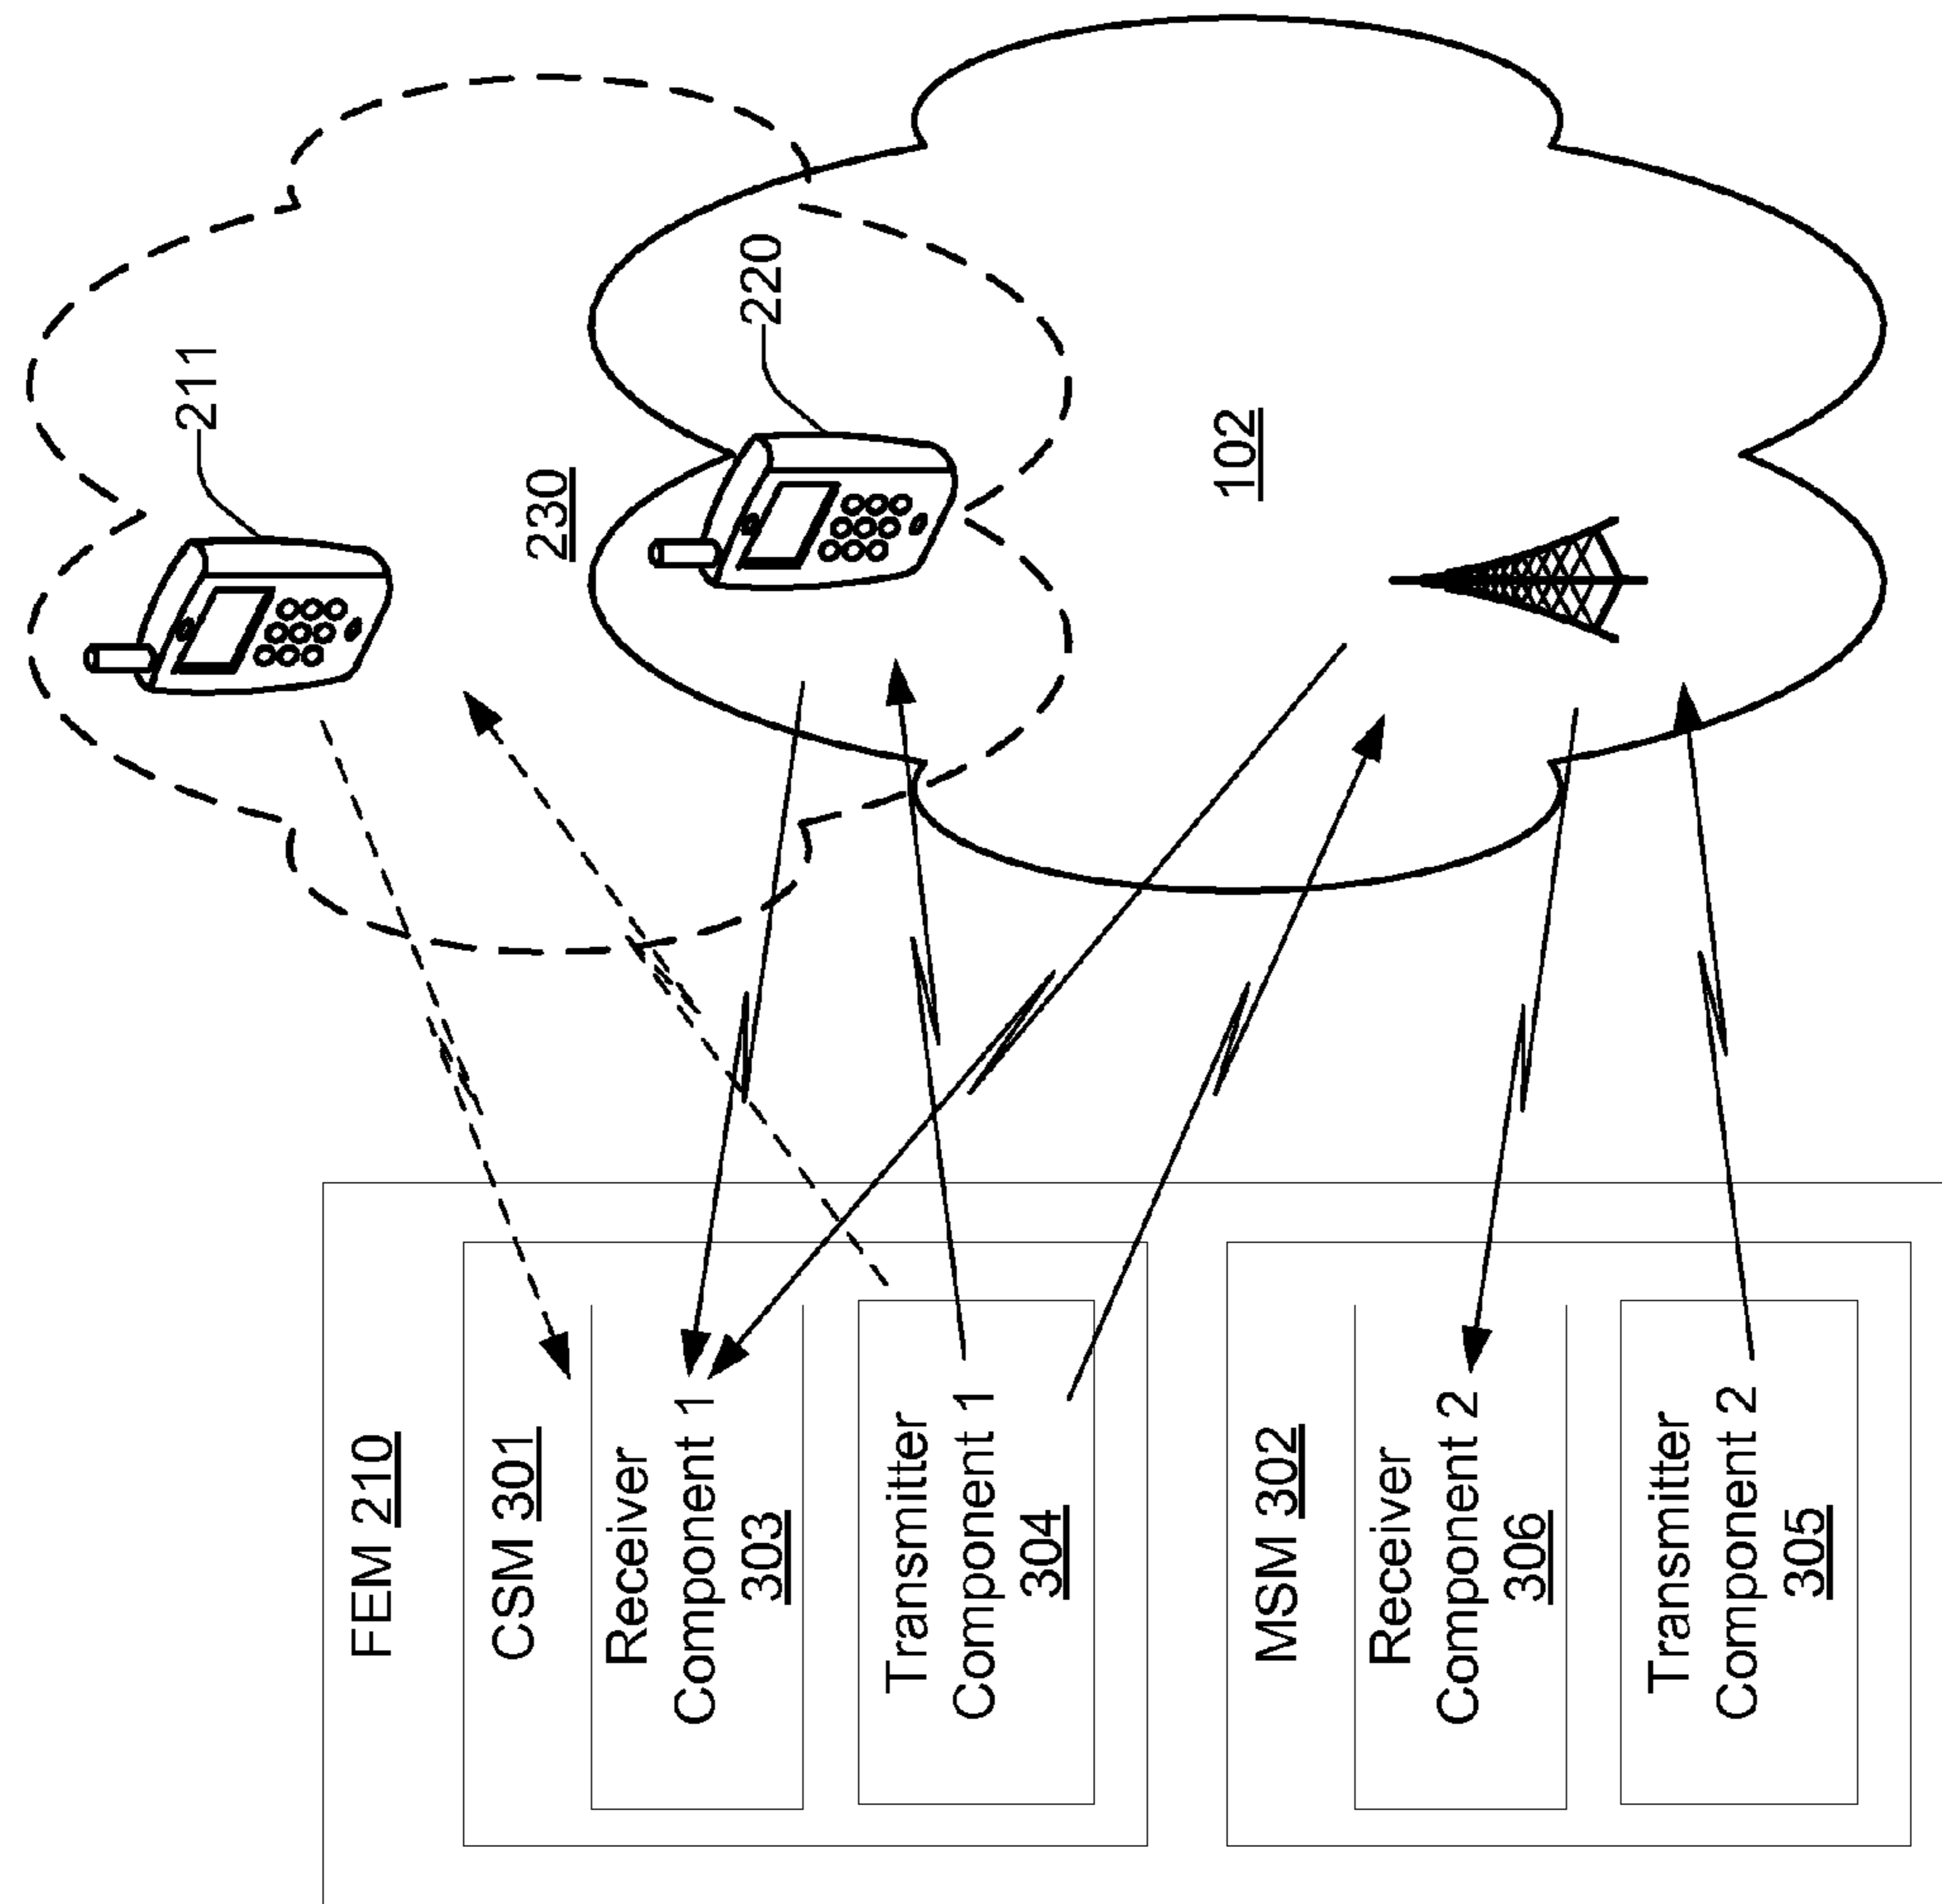 FEM 210
CSM 301
Receiver
Component 1
303
Transmitter
Component 1
304
MSM 302
Receiver
Component 2
306
Transmitter
Component 2
305
211
230
220
102